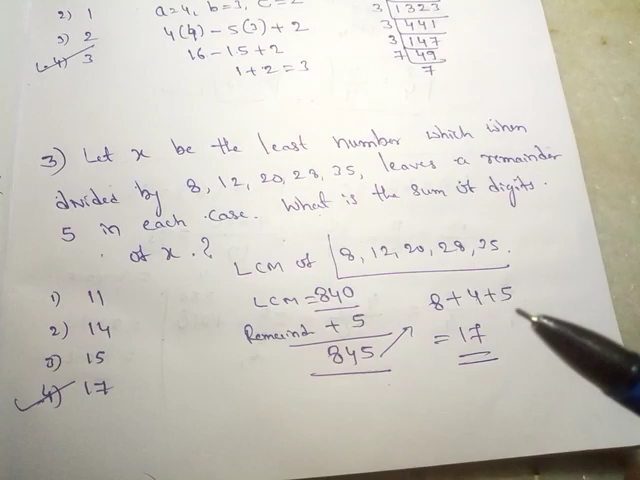 2) 1
a=4, b=3, c=2
3) 2
4(4) - 5(3) + 2
4) 3
16 - 15 + 2
1 + 2 = 3
3 1323
3 441
3 147
7 49
7
3) Let x be the least number which when
divided by 8, 12, 20, 28, 35, leaves a remainder
5 in each case. What is the sum of digits
of x.?
LCM of 8, 12, 20, 28, 35.
1) 11
LCM = 840
8+4+5
2) 14
Remaind + 5
= 17
3) 15
845
4) 17